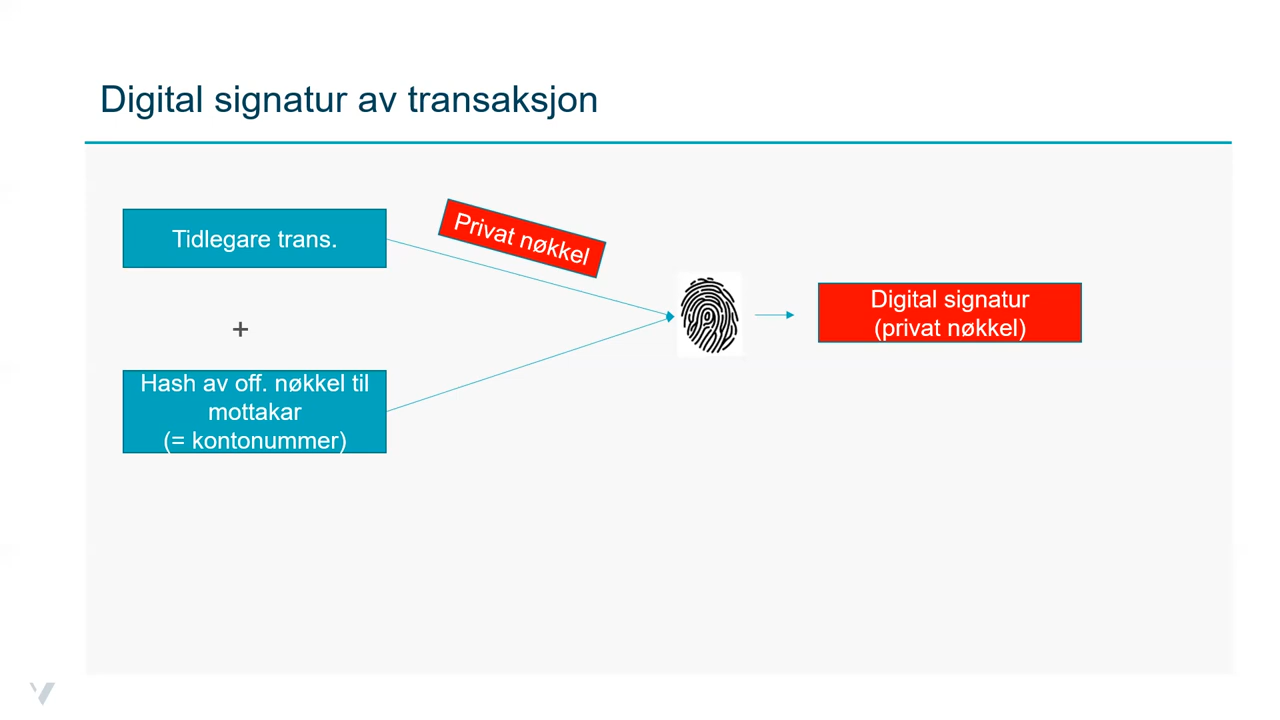 Digital signatur av transaksjon
Tidlegare trans.
Privat nøkkel
+
Hash av off. nøkkel til
mottakar
(= kontonummer)
Digital signatur
(privat nøkkel)